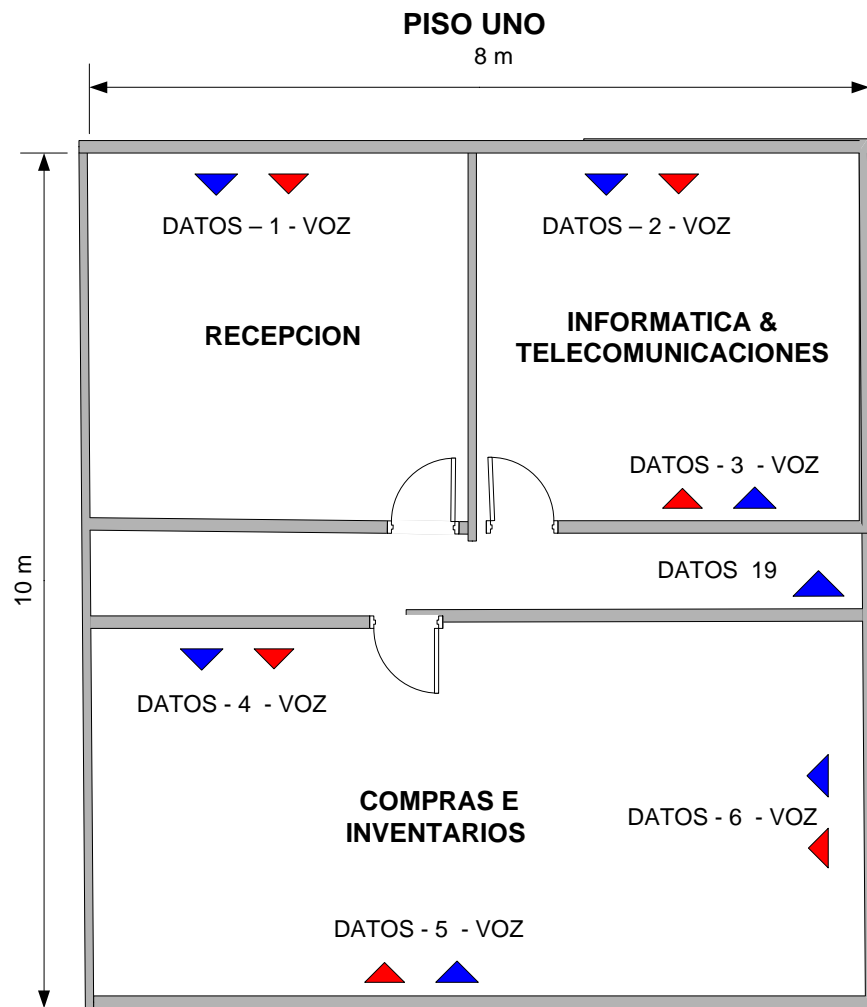 PISO UNO
8 m
DATOS – 1 - VOZ
DATOS – 2 - VOZ
RECEPCION
INFORMATICA &
TELECOMUNICACIONES
DATOS - 3 - VOZ
10 m
DATOS 19
DATOS - 4 - VOZ
COMPRAS E
INVENTARIOS
DATOS - 6 - VOZ
DATOS - 5 - VOZ